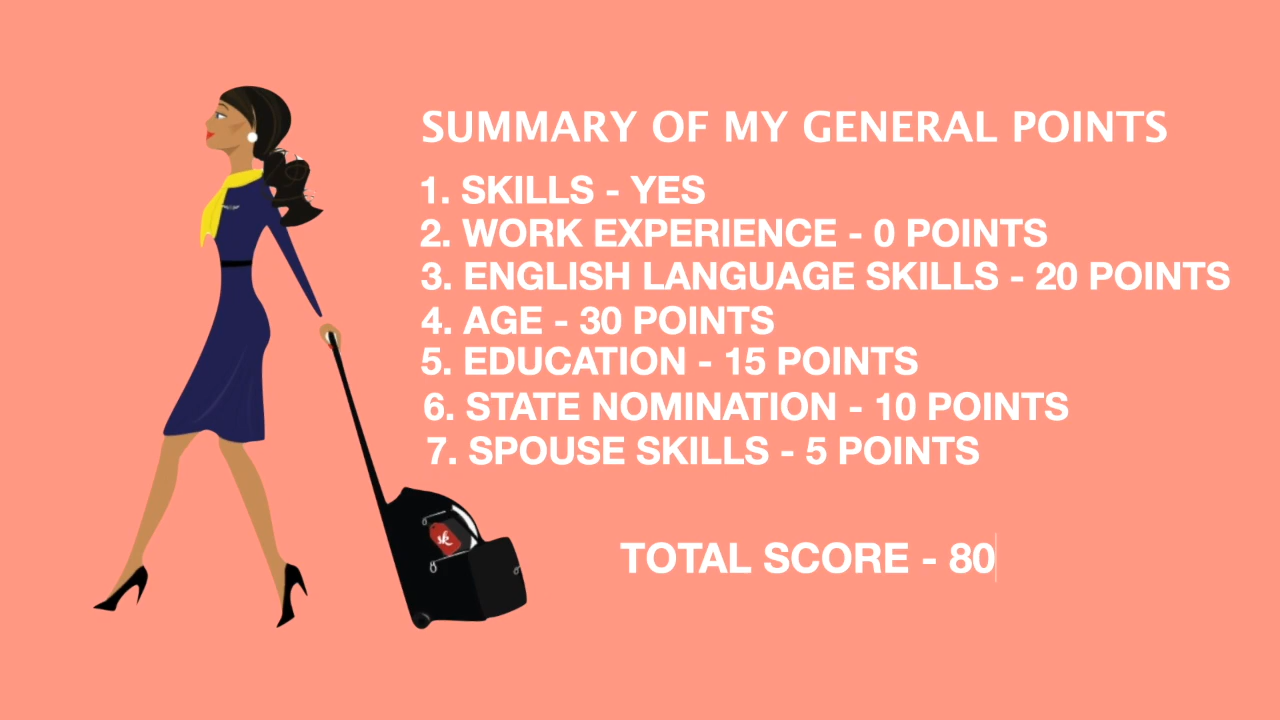 SUMMARY OF MY GENERAL POINTS
1. SKILLS - YES
2. WORK EXPERIENCE - 0 POINTS
3. ENGLISH LANGUAGE SKILLS - 20 POINTS
4. AGE - 30 POINTS
5. EDUCATION - 15 POINTS
6. STATE NOMINATION - 10 POINTS
7. SPOUSE SKILLS - 5 POINTS
TOTAL SCORE - 80